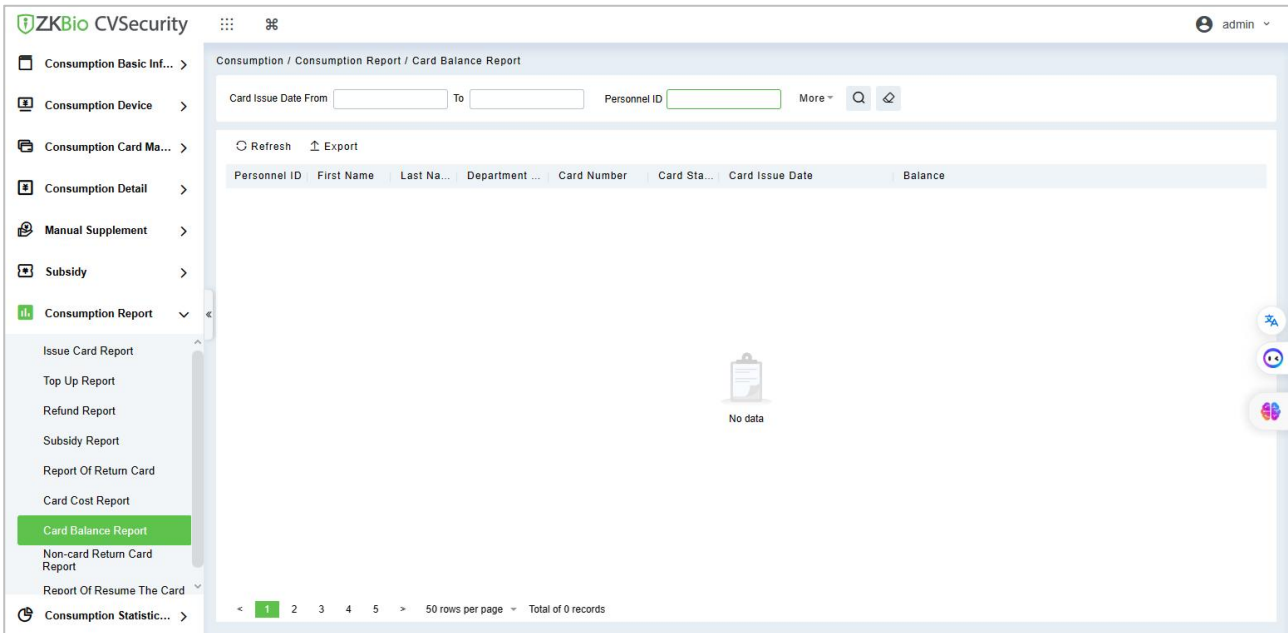 ZKBio CVSecurity
admin
Consumption Basic Inf...
Consumption Device
Consumption Card Ma...
Consumption Detail
Manual Supplement
Subsidy
Consumption Report
Issue Card Report
Top Up Report
Refund Report
Subsidy Report
Report Of Return Card
Card Cost Report
Card Balance Report
Non-card Return Card
Report
Report Of Resume The Card
Consumption Statistic...
Consumption / Consumption Report / Card Balance Report
Card Issue Date From To Personnel ID More
Refresh Export
Personnel ID First Name Last Na... Department ... Card Number Card Sta... Card Issue Date Balance
No data
< 1 2 3 4 5 > 50 rows per page Total of 0 records